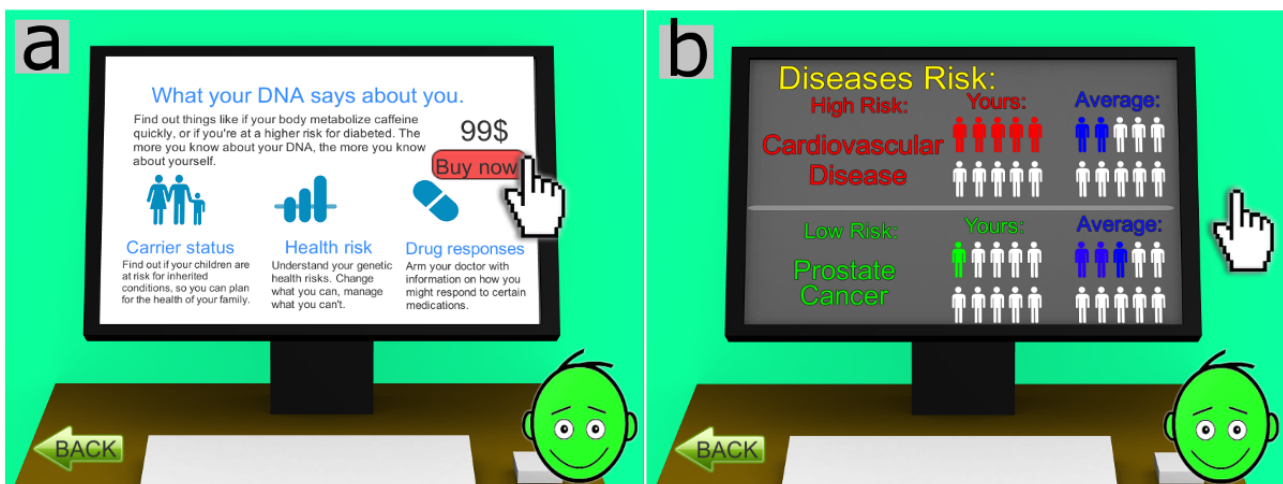 a
What your DNA says about you.
Find out things like if your body metabolize caffeine
quickly, or if you're at a higher risk for diabeted. The
more you know about your DNA, the more you know
about yourself.
99$
Buy now
Carrier status
Find out if your children are
at risk for inherited
conditions, so you can plan
for the health of your family.
Health risk
Understand your genetic
health risks. Change
what you can, manage
what you can't.
Drug responses
Arm your doctor with
information on how you
might respond to certain
medications.
BACK
b
Diseases Risk:
High Risk:
Yours:
Average:
Cardiovascular
Disease
Low Risk:
Yours:
Average:
Prostate
Cancer
BACK